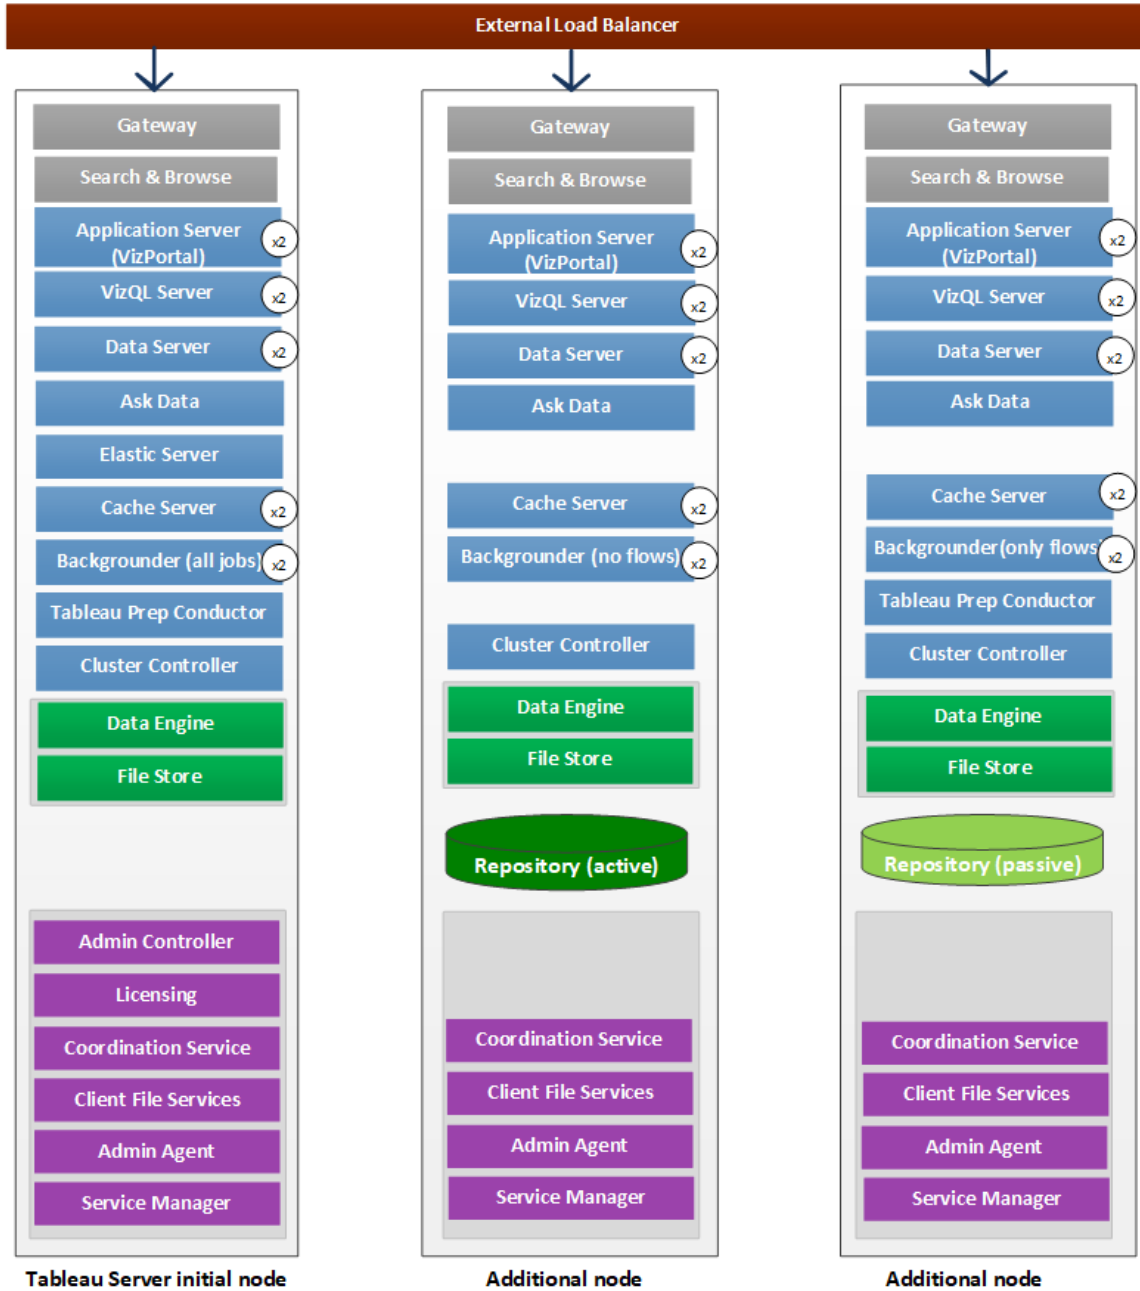 External Load Balancer
Gateway
Search & Browse
Application Server
(VizPortal)
x2
VizQL Server
x2
Data Server
x2
Ask Data
Elastic Server
Cache Server
x2
Backgrounder (all jobs)
x2
Tableau Prep Conductor
Cluster Controller
Data Engine
File Store
Admin Controller
Licensing
Coordination Service
Client File Services
Admin Agent
Service Manager
Tableau Server initial node
Gateway
Search & Browse
Application Server
(VizPortal)
x2
VizQL Server
x2
Data Server
x2
Ask Data
Cache Server
x2
Backgrounder (no flows)
x2
Cluster Controller
Data Engine
File Store
Repository (active)
Coordination Service
Client File Services
Admin Agent
Service Manager
Additional node
Gateway
Search & Browse
Application Server
(VizPortal)
x2
VizQL Server
x2
Data Server
x2
Ask Data
Cache Server
x2
Backgrounder(only flows)
x2
Tableau Prep Conductor
Cluster Controller
Data Engine
File Store
Repository (passive)
Coordination Service
Client File Services
Admin Agent
Service Manager
Additional node